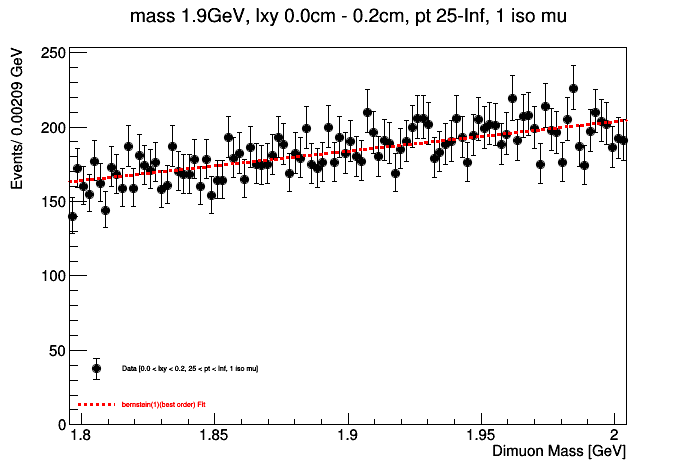 mass 1.9GeV, lxy 0.0cm - 0.2cm, pt 25-Inf, 1 iso mu
Events/ 0.00209 GeV
250
200
150
100
50
0
Data [0.0 < lxy < 0.2, 25 < pt < Inf, 1 iso mu]
bernstein(1)(best order) Fit
1.8
1.85
1.9
1.95
2
Dimuon Mass [GeV]